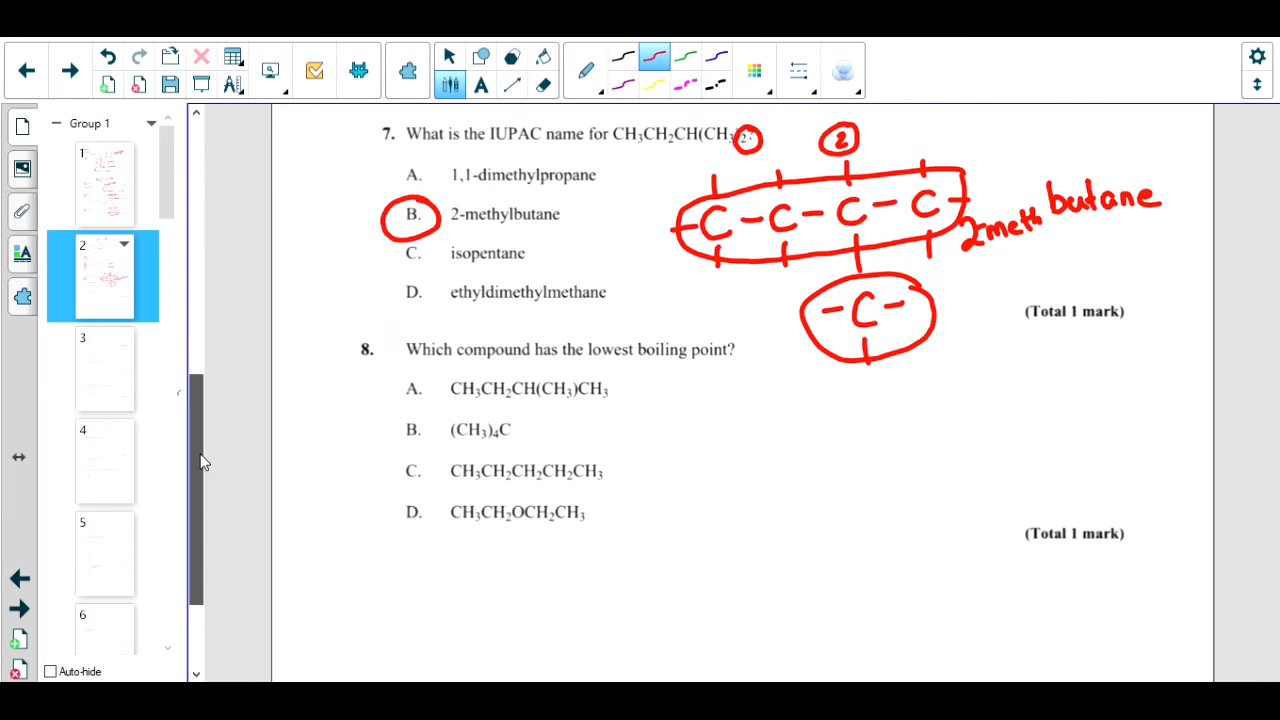 Group 1
1
2
3
4
5
6
Auto-hide
7. What is the IUPAC name for CH₃CH₂CH(CH₃)₂?
A. 1,1-dimethylpropane
B. 2-methylbutane
C. isopentane
D. ethyldimethylmethane
2
C - C - C - C
- C -
2-meth butane
(Total 1 mark)
8. Which compound has the lowest boiling point?
A. CH₃CH₂CH(CH₃)CH₃
B. (CH₃)₄C
C. CH₃CH₂CH₂CH₂CH₃
D. CH₃CH₂OCH₂CH₃
(Total 1 mark)